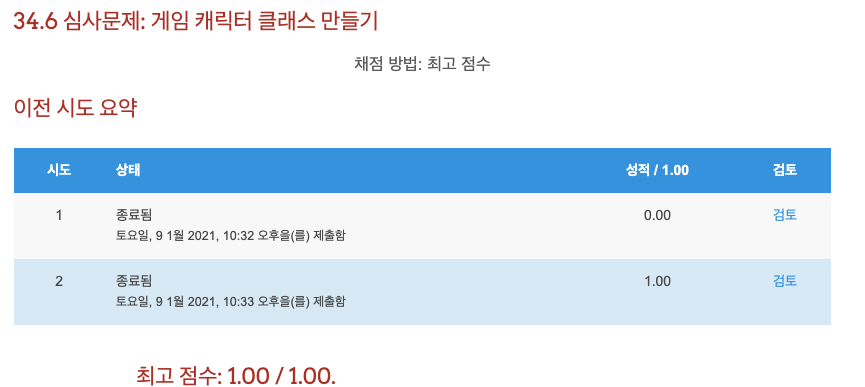 34.6 심사문제: 게임 캐릭터 클래스 만들기
채점 방법: 최고 점수
이전 시도 요약
시도 상태 성적 / 1.00 검토
1 종료됨 0.00 검토
토요일, 9 1월 2021, 10:32 오후을(를) 제출함
2 종료됨 1.00 검토
토요일, 9 1월 2021, 10:33 오후을(를) 제출함
최고 점수: 1.00 / 1.00.